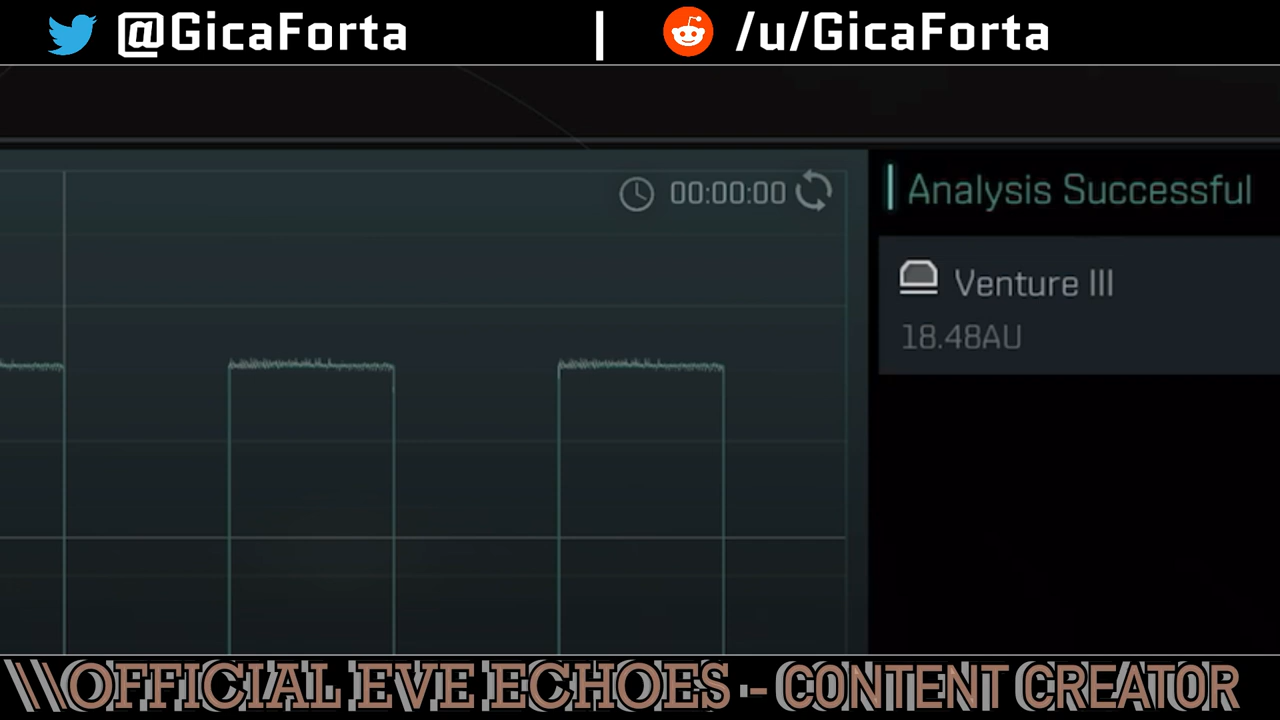 @GicaForta | /u/GicaForta
00:00:00
Analysis Successful
Venture III
18.48AU
\\OFFICIAL EVE ECHOES - CONTENT CREATOR